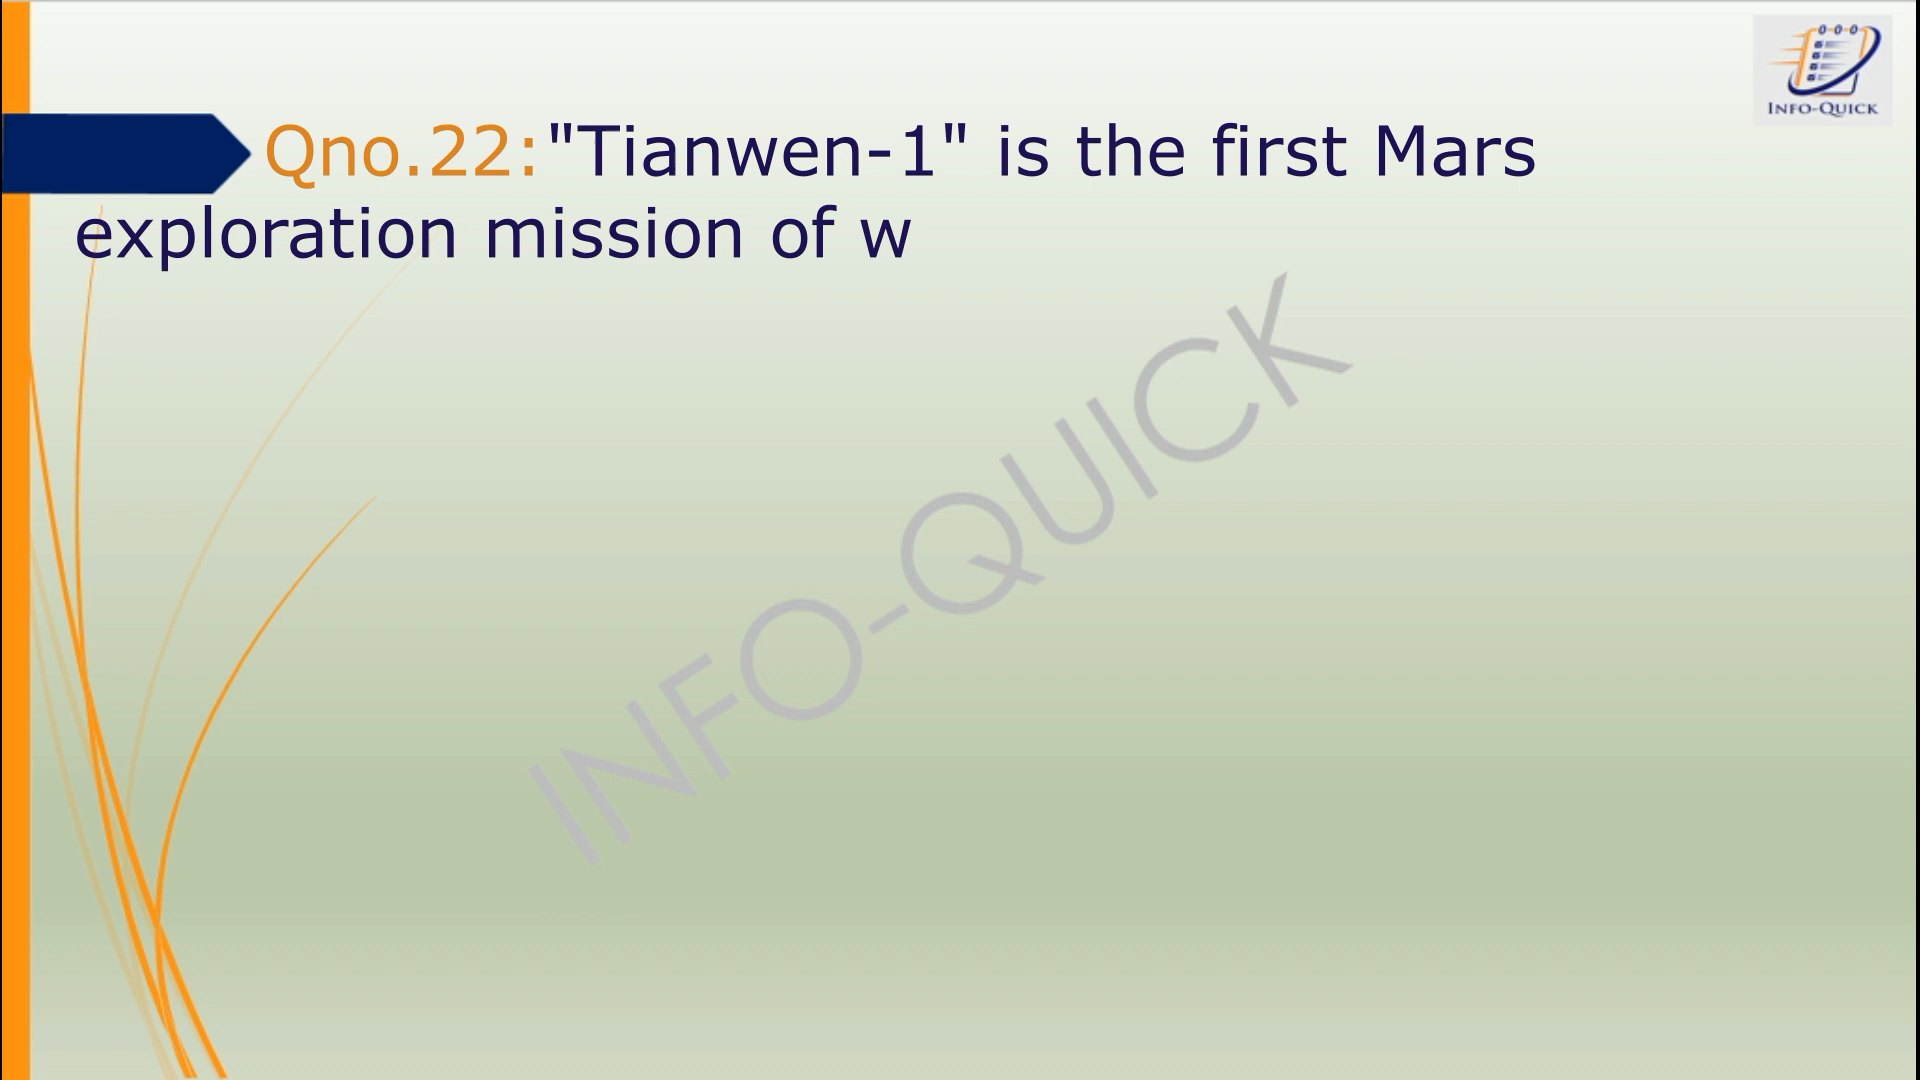 INFO-QUICK
Qno.22:"Tianwen-1" is the first Mars
exploration mission of w
INFO-QUICK